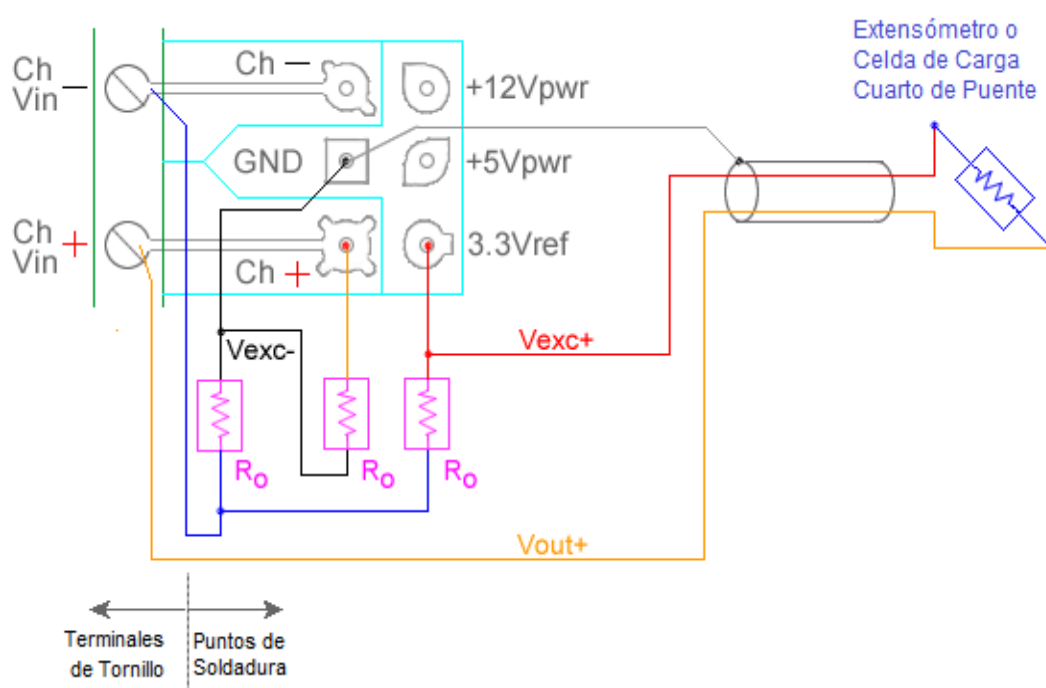 Extensómetro o
Celda de Carga
Cuarto de Puente
Ch
Vin
−
Ch −
+12Vpwr
GND
+5Vpwr
Ch
Vin
+
Ch +
3.3Vref
Vexc+
Vexc-
Ro
Ro
Ro
Vout+
Terminales
de Tornillo
Puntos de
Soldadura